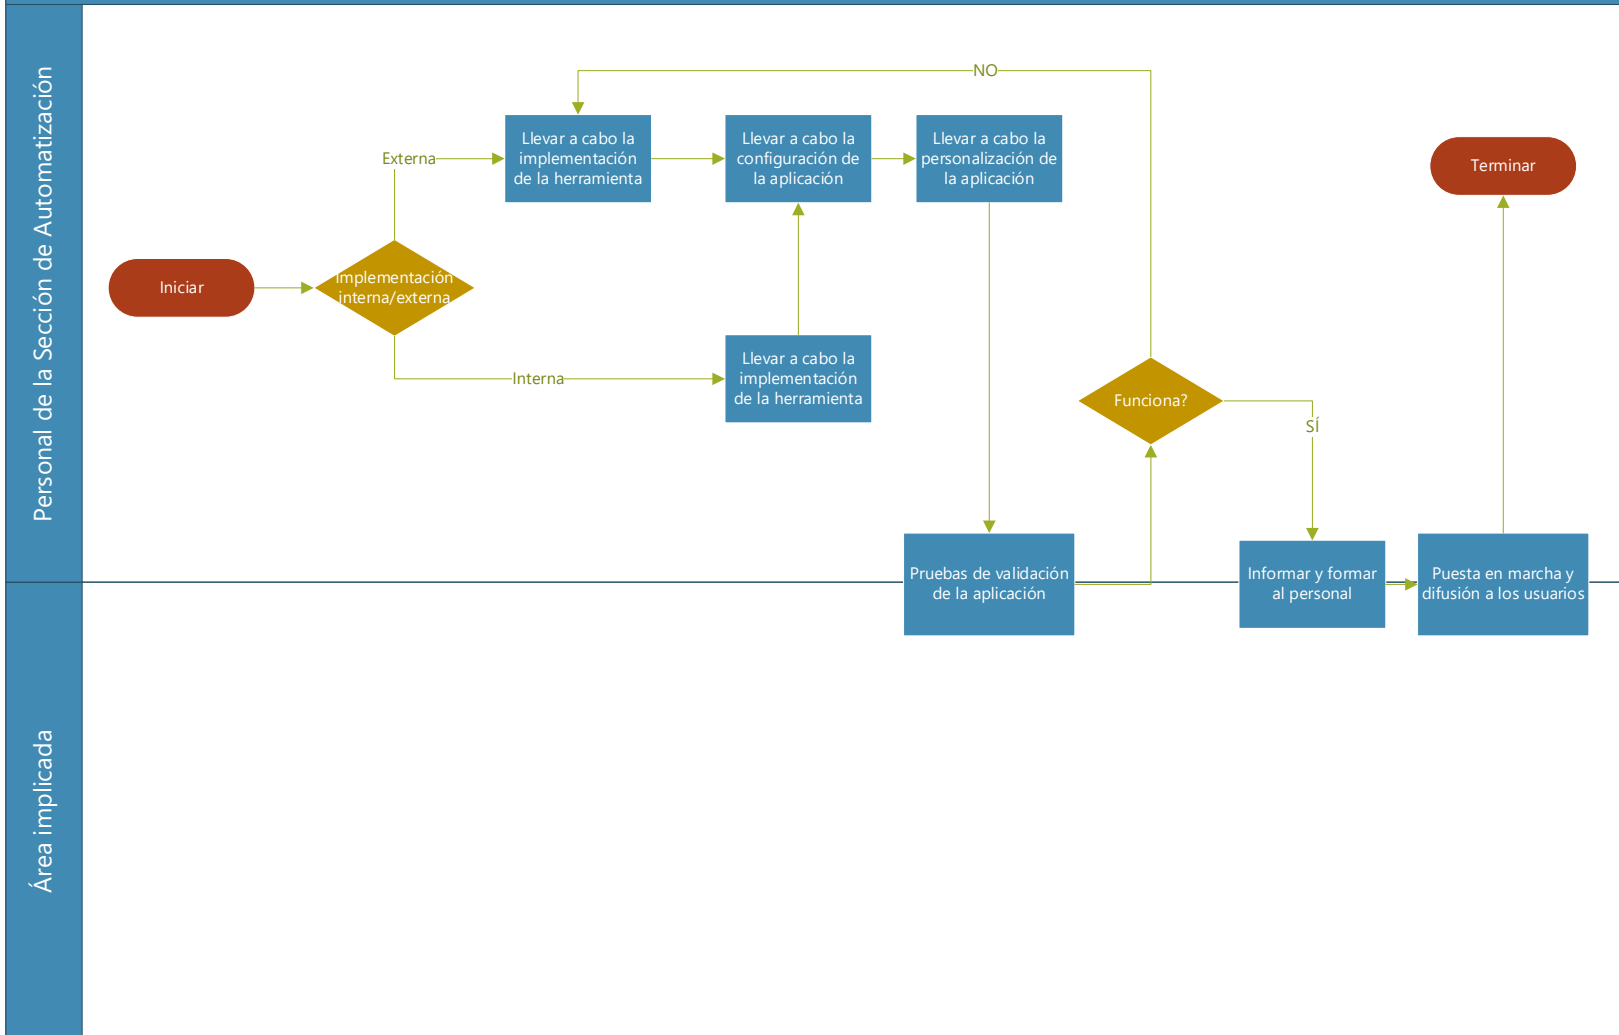 Personal de la Sección de Automatización
NO
Llevar a cabo la
implementación
de la herramienta
Llevar a cabo la
configuración de
la aplicación
Llevar a cabo la
personalización de
la aplicación
Externa
Terminar
Iniciar
Implementación
interna/externa
Interna
Llevar a cabo la
implementación
de la herramienta
Funciona?
SÍ
Pruebas de validación
de la aplicación
Informar y formar
al personal
Puesta en marcha y
difusión a los usuarios
Área implicada